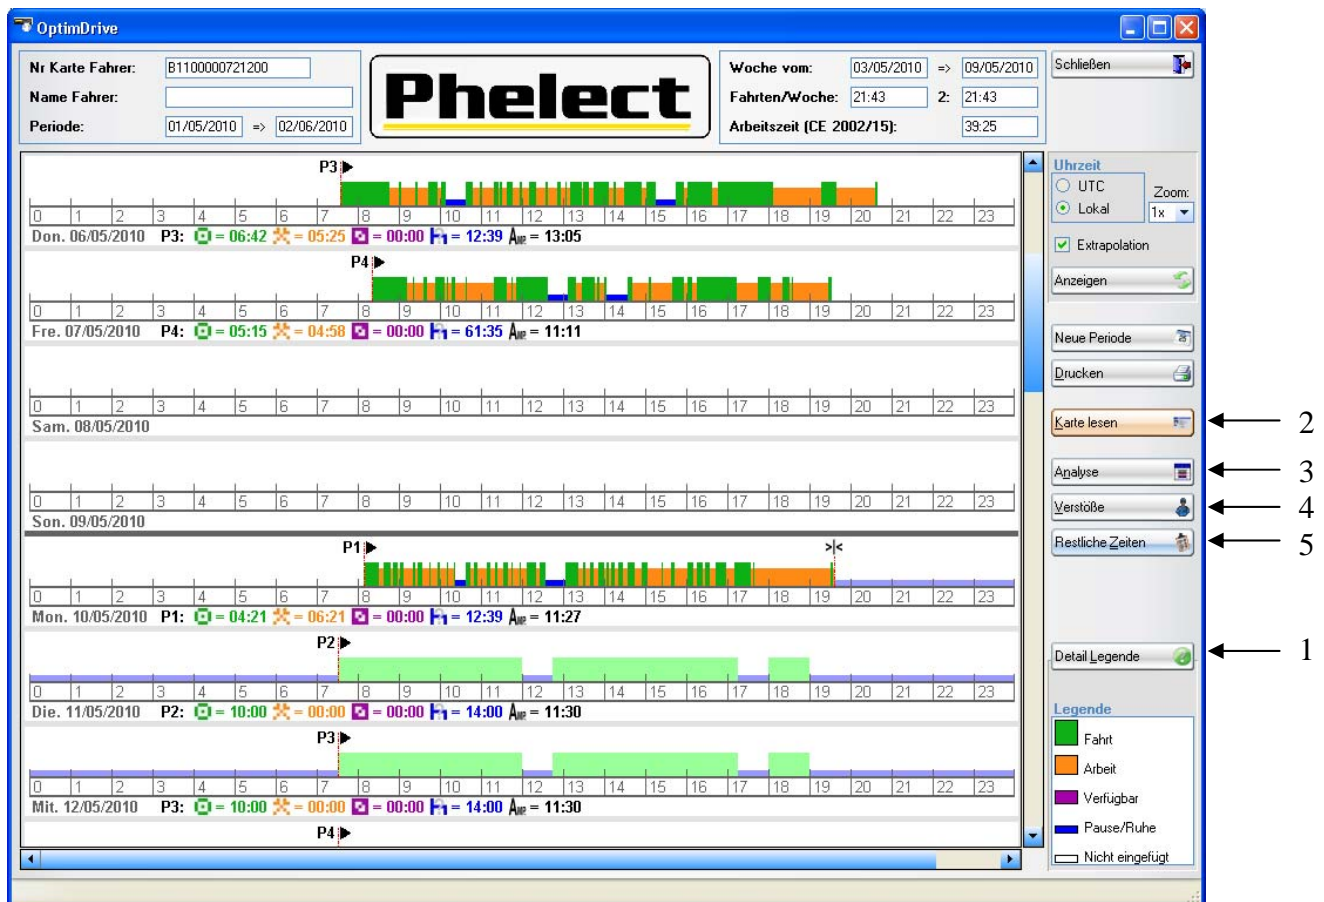 OptimDrive
Nr Karte Fahrer: B1100000721200
Name Fahrer:
Periode: 01/05/2010 => 02/06/2010
Phelect
Woche vom: 03/05/2010 => 09/05/2010
Fahrten/Woche: 21:43 2: 21:43
Arbeitszeit (CE 2002/15): 39:25
Schließen
P3
0 1 2 3 4 5 6 7 8 9 10 11 12 13 14 15 16 17 18 19 20 21 22 23
Don. 06/05/2010 P3: = 06:42 = 05:25 = 00:00 = 12:39 = 13:05
P4
0 1 2 3 4 5 6 7 8 9 10 11 12 13 14 15 16 17 18 19 20 21 22 23
Fre. 07/05/2010 P4: = 05:15 = 04:58 = 00:00 = 61:35 = 11:11
0 1 2 3 4 5 6 7 8 9 10 11 12 13 14 15 16 17 18 19 20 21 22 23
Sam. 08/05/2010
0 1 2 3 4 5 6 7 8 9 10 11 12 13 14 15 16 17 18 19 20 21 22 23
Son. 09/05/2010
P1 >|<
0 1 2 3 4 5 6 7 8 9 10 11 12 13 14 15 16 17 18 19 20 21 22 23
Mon. 10/05/2010 P1: = 04:21 = 06:21 = 00:00 = 12:39 = 11:27
P2
0 1 2 3 4 5 6 7 8 9 10 11 12 13 14 15 16 17 18 19 20 21 22 23
Die. 11/05/2010 P2: = 10:00 = 00:00 = 00:00 = 14:00 = 11:30
P3
0 1 2 3 4 5 6 7 8 9 10 11 12 13 14 15 16 17 18 19 20 21 22 23
Mit. 12/05/2010 P3: = 10:00 = 00:00 = 00:00 = 14:00 = 11:30
P4
Uhrzeit
UTC
Lokal
Zoom:
1x
Extrapolation
Anzeigen
Neue Periode
Drucken
Karte lesen 2
Analyse 3
Verstöße 4
Restliche Zeiten 5
Detail Legende 1
Legende
Fahrt
Arbeit
Verfügbar
Pause/Ruhe
Nicht eingefügt